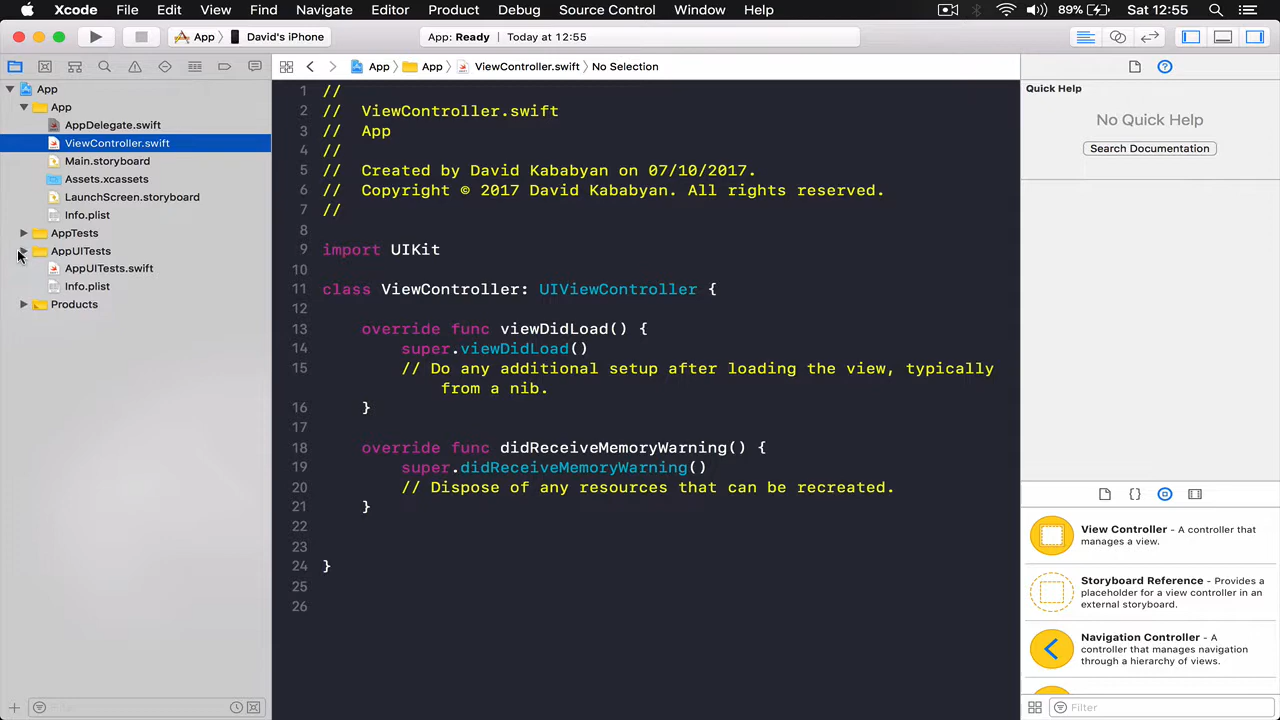 Xcode File Edit View Find Navigate Editor Product Debug Source Control Window Help 89% Sat 12:55
App David's iPhone App: Ready Today at 12:55
App App ViewController.swift No Selection
App
App
AppDelegate.swift
ViewController.swift
Main.storyboard
Assets.xcassets
LaunchScreen.storyboard
Info.plist
AppTests
AppUITests
AppUITests.swift
Info.plist
Products
Filter
1 //
2 // ViewController.swift
3 // App
4 //
5 // Created by David Kababyan on 07/10/2017.
6 // Copyright © 2017 David Kababyan. All rights reserved.
7 //
8
9 import UIKit
10
11 class ViewController: UIViewController {
12
13 override func viewDidLoad() {
14 super.viewDidLoad()
15 // Do any additional setup after loading the view, typically
from a nib.
16 }
17
18 override func didReceiveMemoryWarning() {
19 super.didReceiveMemoryWarning()
20 // Dispose of any resources that can be recreated.
21 }
22
23
24 }
25
26
Quick Help
No Quick Help
Search Documentation
{}
View Controller - A controller that
manages a view.
Storyboard Reference - Provides a
placeholder for a view controller in an
external storyboard.
Navigation Controller - A
controller that manages navigation
through a hierarchy of views.
Filter